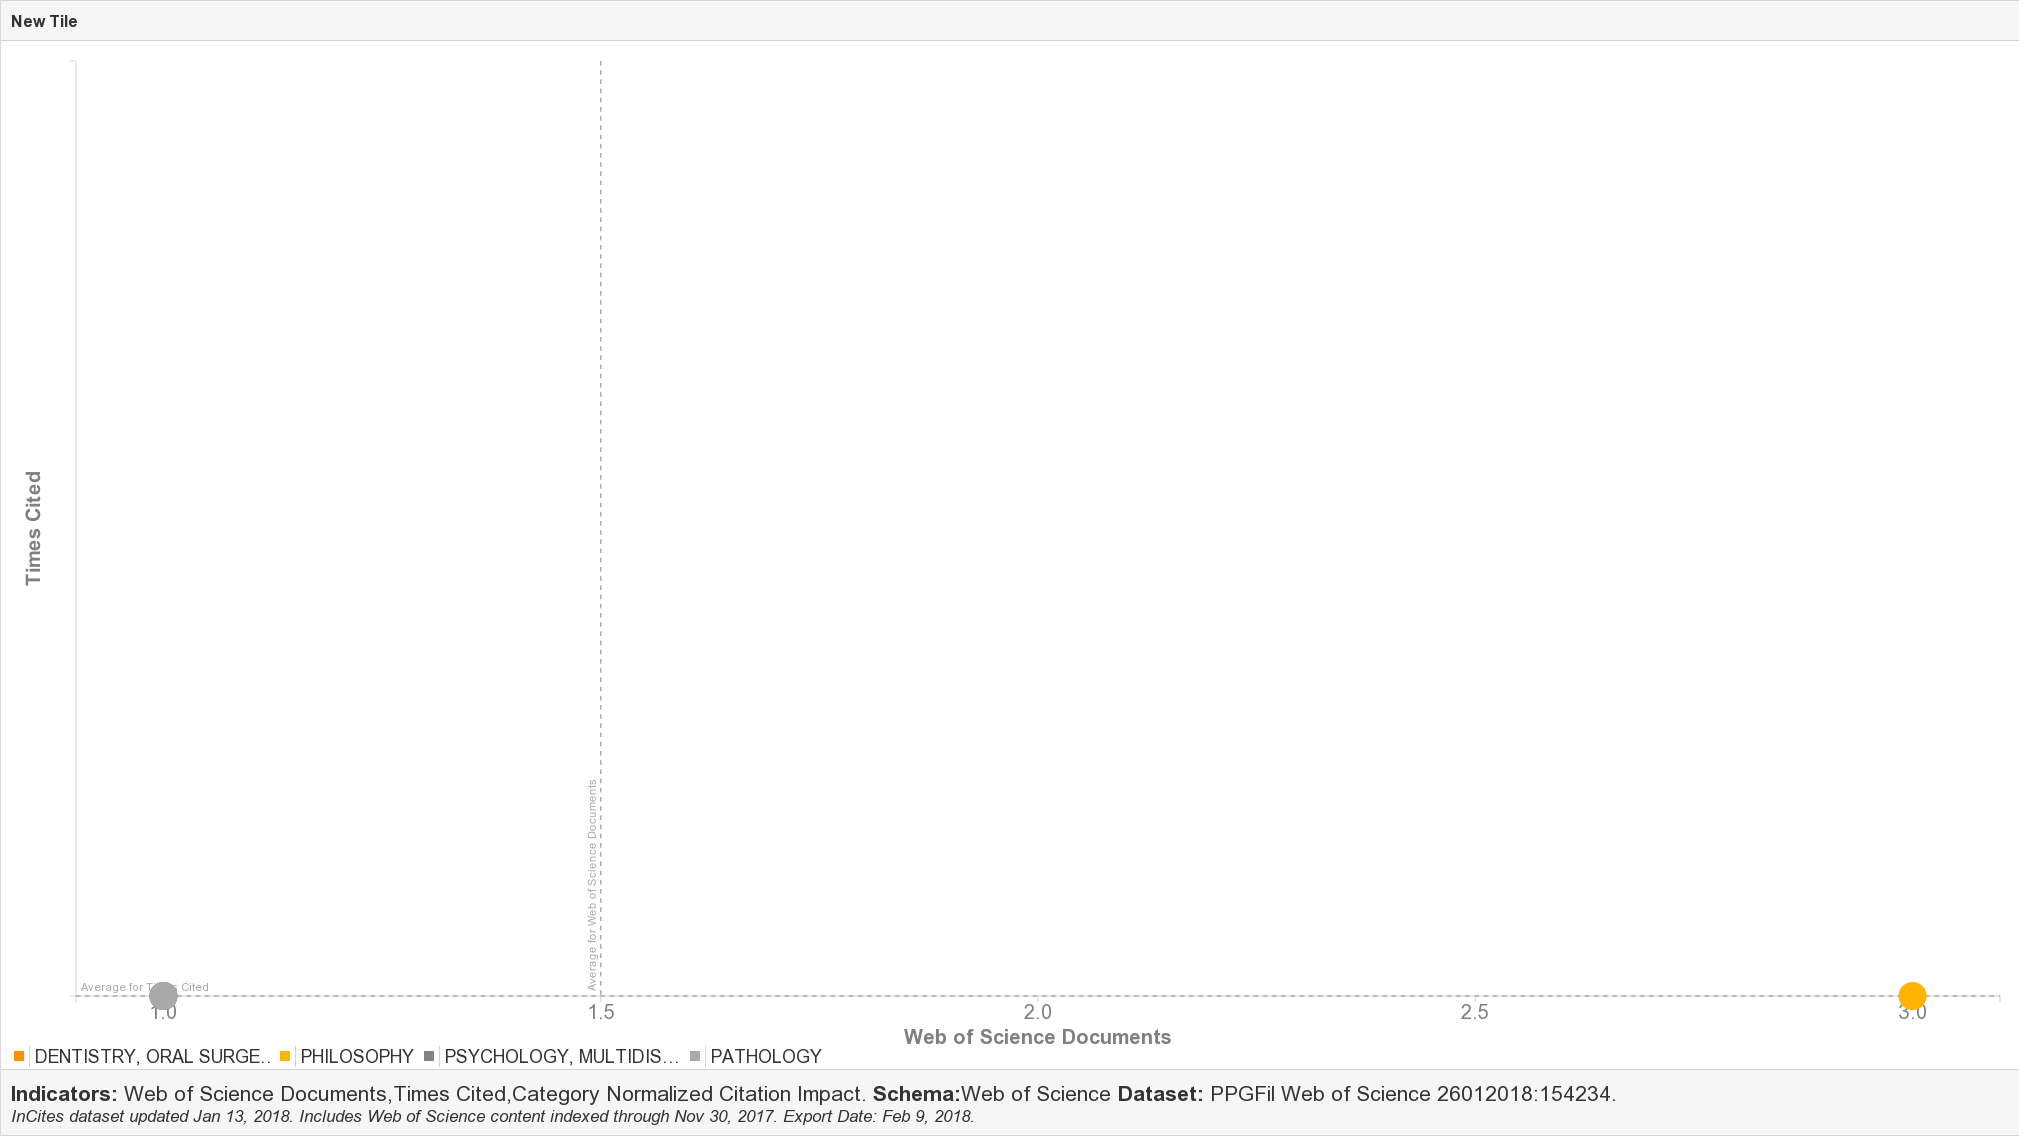 New Tile
Times Cited
Average for Web of Science Documents
Average for Times Cited
1.0 1.5 2.0 2.5 3.0
Web of Science Documents
DENTISTRY, ORAL SURGE.. PHILOSOPHY PSYCHOLOGY, MULTIDIS... PATHOLOGY
Indicators: Web of Science Documents,Times Cited,Category Normalized Citation Impact. Schema:Web of Science Dataset: PPGFil Web of Science 26012018:154234.
InCites dataset updated Jan 13, 2018. Includes Web of Science content indexed through Nov 30, 2017. Export Date: Feb 9, 2018.